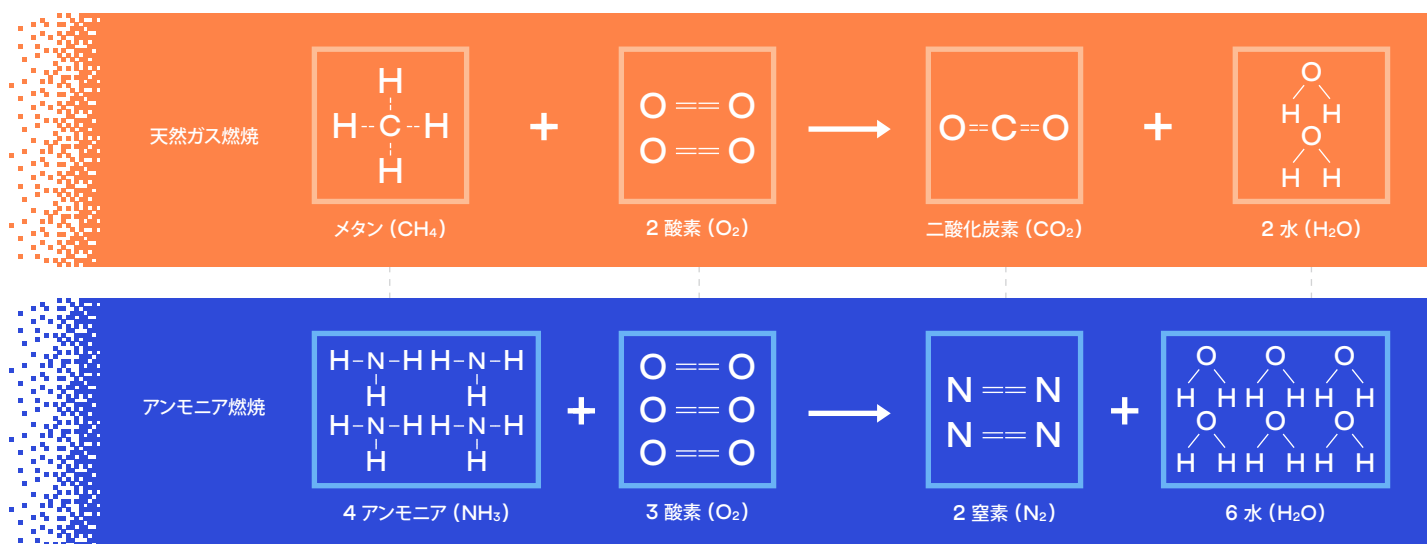 天然ガス燃焼
H
H--C--H
H
+
O==O
O==O
→
O==C==O
+
O
H H
O
H H
メタン (CH₄)
2 酸素 (O₂)
二酸化炭素 (CO₂)
2 水 (H₂O)
アンモニア燃焼
H-N-H H-N-H
H H
H-N-H H-N-H
H H
+
O==O
O==O
O==O
→
N==N
N==N
+
O O O
H H H H H H
O O O
H H H H H H
4 アンモニア (NH₃)
3 酸素 (O₂)
2 窒素 (N₂)
6 水 (H₂O)